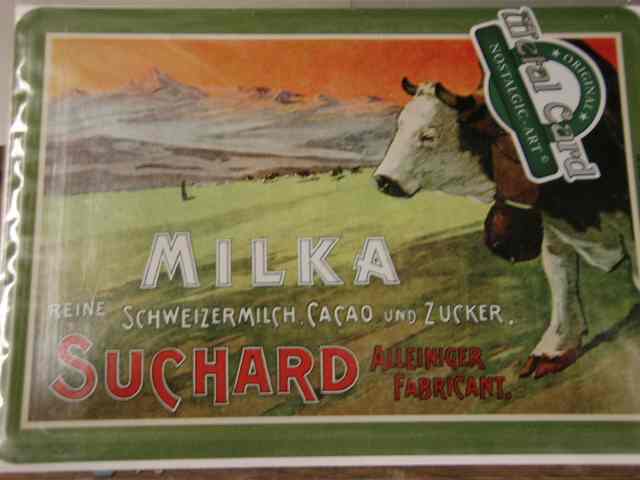 Metal Card
★ ORIGINAL ★
NOSTALGIC-ART ©
MILKA
REINE SCHWEIZERMILCH, CACAO UND ZUCKER.
SUCHARD ALLEINIGER
FABRICANT.